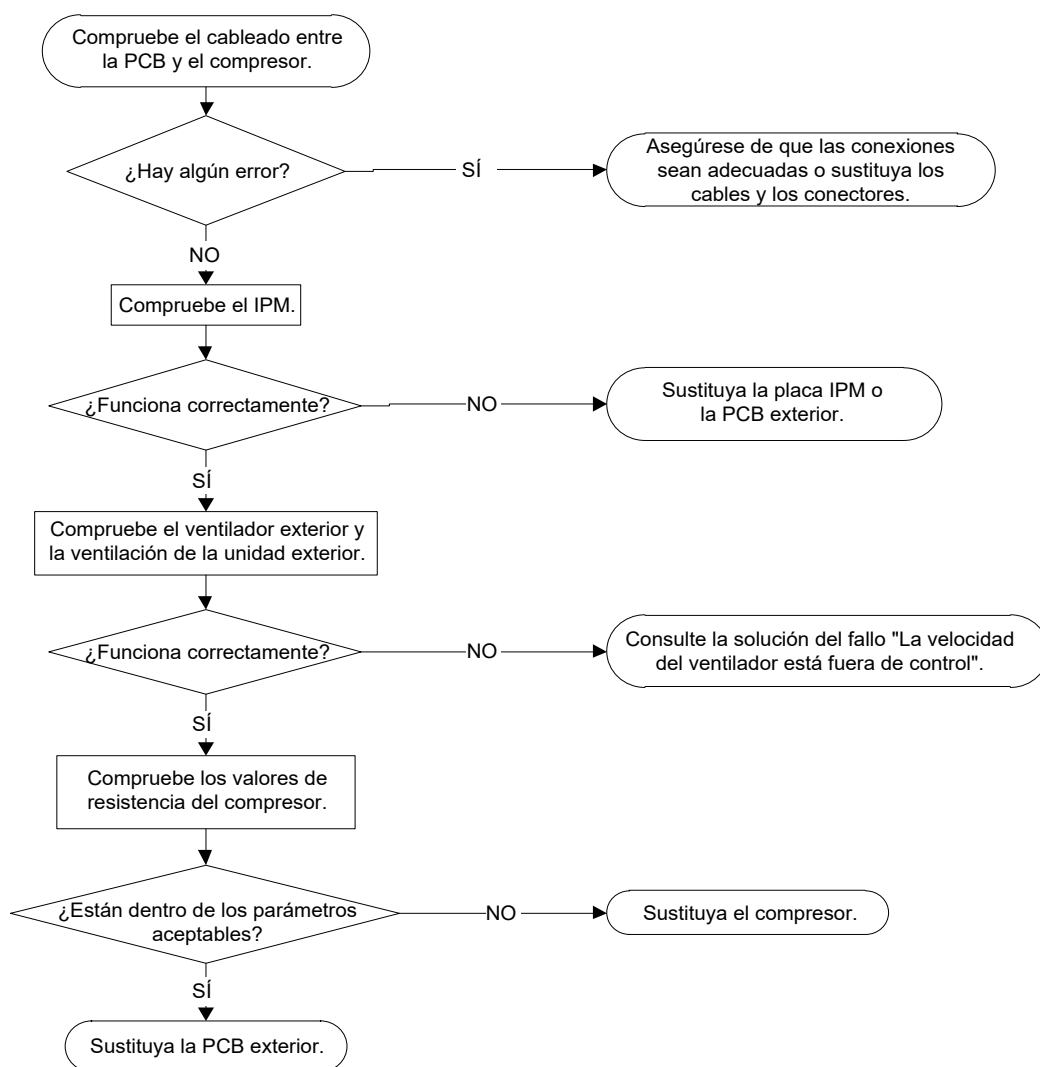 Compruebe el cableado entre
la PCB y el compresor.
¿Hay algún error?
SÍ
Asegúrese de que las conexiones
sean adecuadas o sustituya los
cables y los conectores.
NO
Compruebe el IPM.
¿Funciona correctamente?
NO
Sustituya la placa IPM o
la PCB exterior.
SÍ
Compruebe el ventilador exterior y
la ventilación de la unidad exterior.
¿Funciona correctamente?
NO
Consulte la solución del fallo "La velocidad
del ventilador está fuera de control".
SÍ
Compruebe los valores de
resistencia del compresor.
¿Están dentro de los parámetros
aceptables?
NO
Sustituya el compresor.
SÍ
Sustituya la PCB exterior.